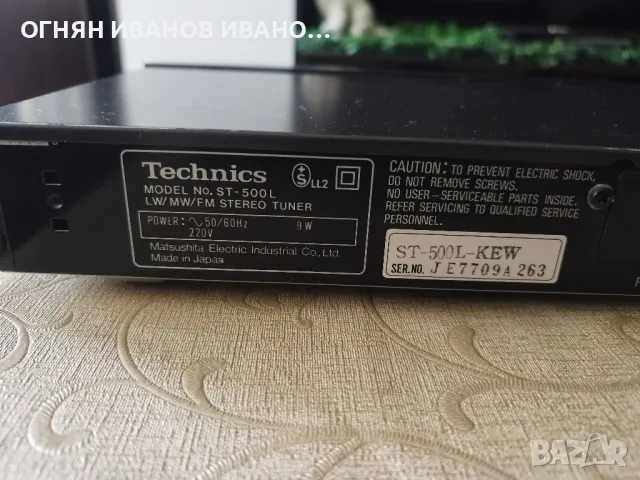 ОГНЯН ИВАНОВ ИВАНО...
Technics
MODEL No. ST-500L
LW/MW/FM STEREO TUNER
S LL2
POWER: ∿50/60Hz 9W
220V
Matsushita Electric Industrial Co., Ltd.
Made in Japan
CAUTION: TO PREVENT ELECTRIC SHOCK,
DO NOT REMOVE SCREWS.
NO USER-SERVICEABLE PARTS INSIDE.
REFER SERVICING TO QUALIFIED SERVICE
PERSONNEL.
ST-500L-KEW
SER.NO. JE7709A263
BAZAR